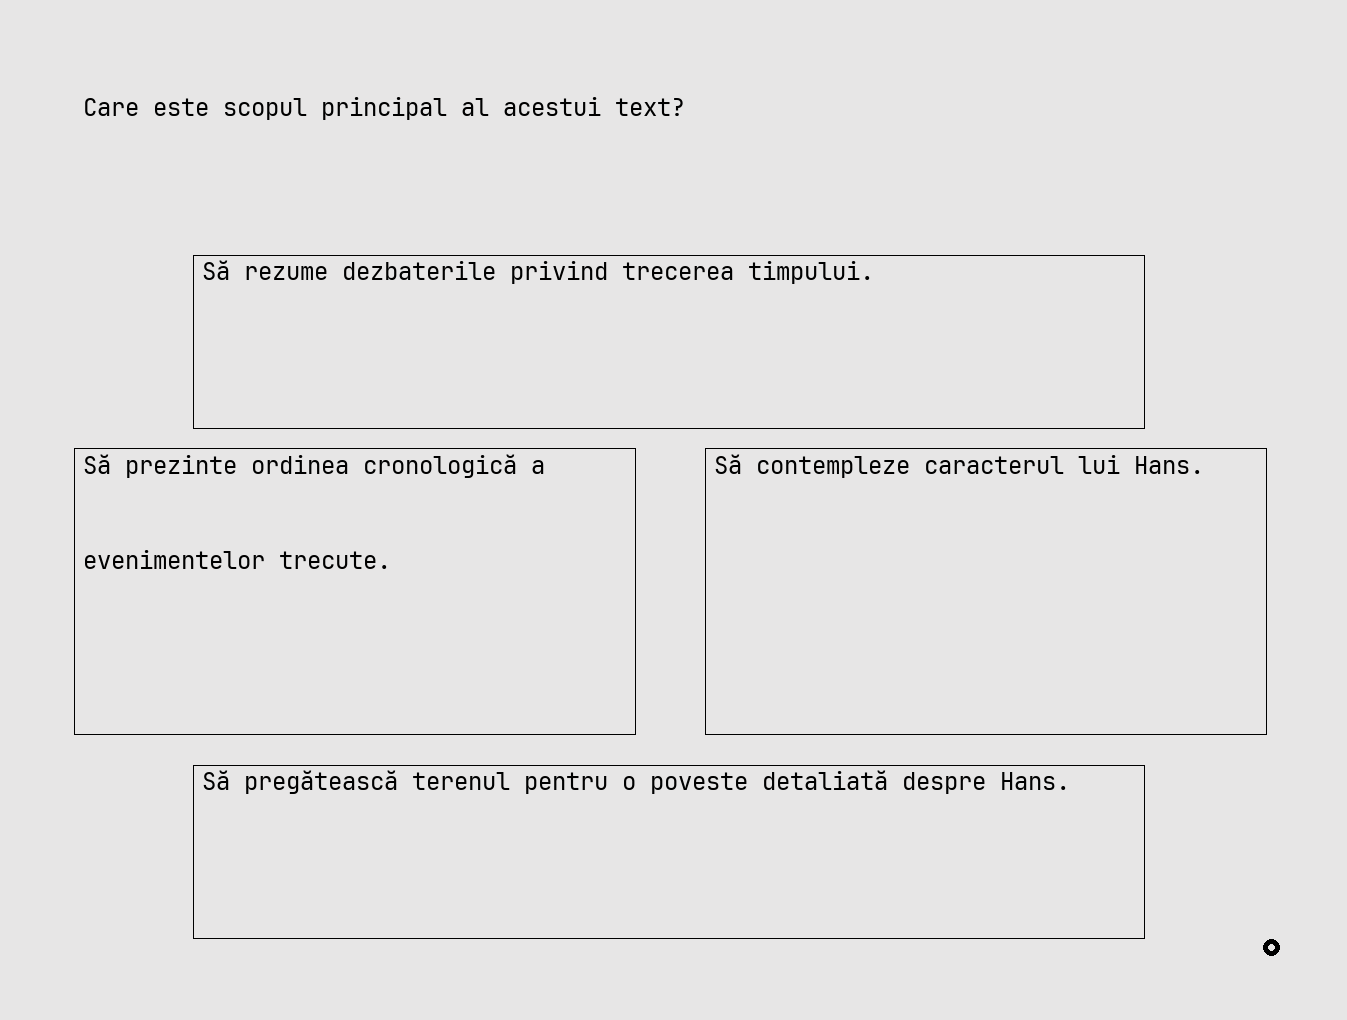 Care este scopul principal al acestui text?
Să rezume dezbaterile privind trecerea timpului.
Să prezinte ordinea cronologică a
evenimentelor trecute.
Să contempleze caracterul lui Hans.
Să pregătească terenul pentru o poveste detaliată despre Hans.